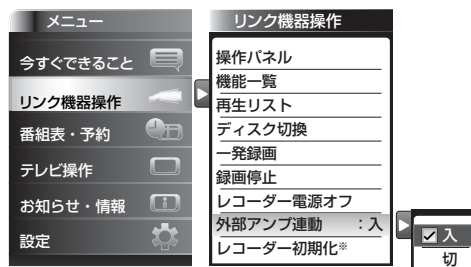 メニュー
今すぐできること
リンク機器操作
番組表・予約
テレビ操作
お知らせ・情報
設定
リンク機器操作
操作パネル
機能一覧
再生リスト
ディスク切換
一発録画
録画停止
レコーダー電源オフ
外部アンプ連動 ：入
レコーダー初期化※
入
切